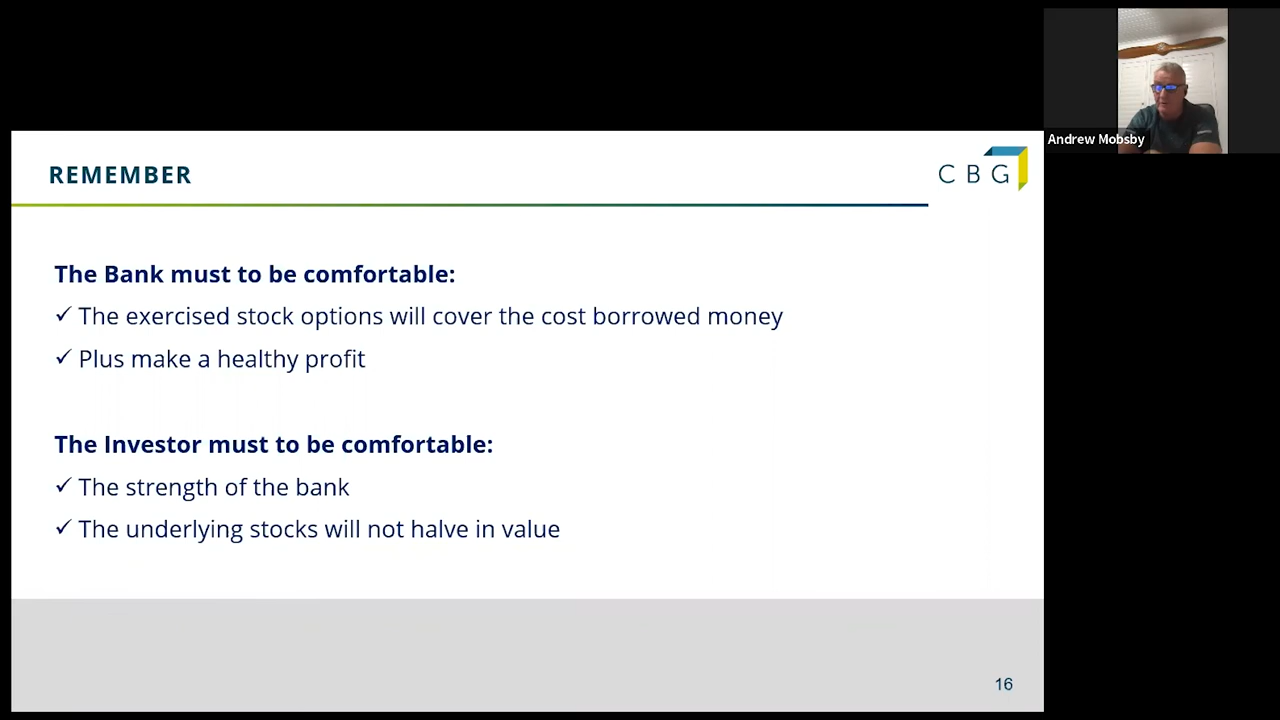 Andrew Mobsby
REMEMBER
CBG
The Bank must to be comfortable:
✓ The exercised stock options will cover the cost borrowed money
✓ Plus make a healthy profit
The Investor must to be comfortable:
✓ The strength of the bank
✓ The underlying stocks will not halve in value
16